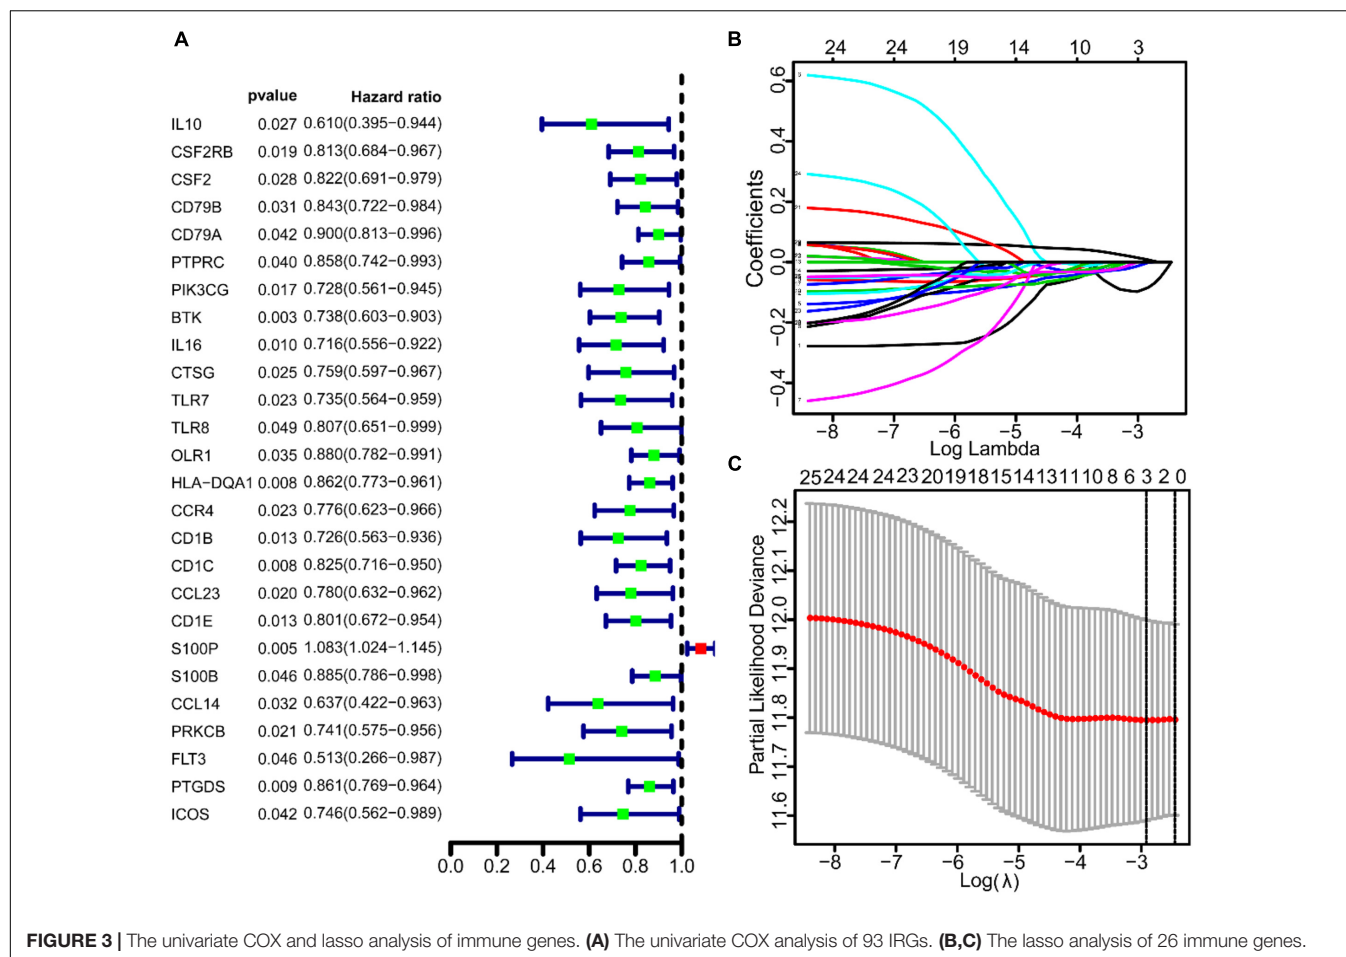 A
pvalue Hazard ratio
IL10 0.027 0.610(0.395−0.944)
CSF2RB 0.019 0.813(0.684−0.967)
CSF2 0.028 0.822(0.691−0.979)
CD79B 0.031 0.843(0.722−0.984)
CD79A 0.042 0.900(0.813−0.996)
PTPRC 0.040 0.858(0.742−0.993)
PIK3CG 0.017 0.728(0.561−0.945)
BTK 0.003 0.738(0.603−0.903)
IL16 0.010 0.716(0.556−0.922)
CTSG 0.025 0.759(0.597−0.967)
TLR7 0.023 0.735(0.564−0.959)
TLR8 0.049 0.807(0.651−0.999)
OLR1 0.035 0.880(0.782−0.991)
HLA−DQA1 0.008 0.862(0.773−0.961)
CCR4 0.023 0.776(0.623−0.966)
CD1B 0.013 0.726(0.563−0.936)
CD1C 0.008 0.825(0.716−0.950)
CCL23 0.020 0.780(0.632−0.962)
CD1E 0.013 0.801(0.672−0.954)
S100P 0.005 1.083(1.024−1.145)
S100B 0.046 0.885(0.786−0.998)
CCL14 0.032 0.637(0.422−0.963)
PRKCB 0.021 0.741(0.575−0.956)
FLT3 0.046 0.513(0.266−0.987)
PTGDS 0.009 0.861(0.769−0.964)
ICOS 0.042 0.746(0.562−0.989)
0.0 0.2 0.4 0.6 0.8 1.0
B
24 24 19 14 10 3
Coefficients
0.6
0.4
0.2
0.0
−0.2
−0.4
−8 −7 −6 −5 −4 −3
Log Lambda
C
25 24 24 24 23 20 19 18 15 14 13 11 10 8 6 3 2 0
Partial Likelihood Deviance
12.2
12.1
12.0
11.9
11.8
11.7
11.6
−8 −7 −6 −5 −4 −3
Log(λ)
FIGURE 3 | The univariate COX and lasso analysis of immune genes. (A) The univariate COX analysis of 93 IRGs. (B,C) The lasso analysis of 26 immune genes.